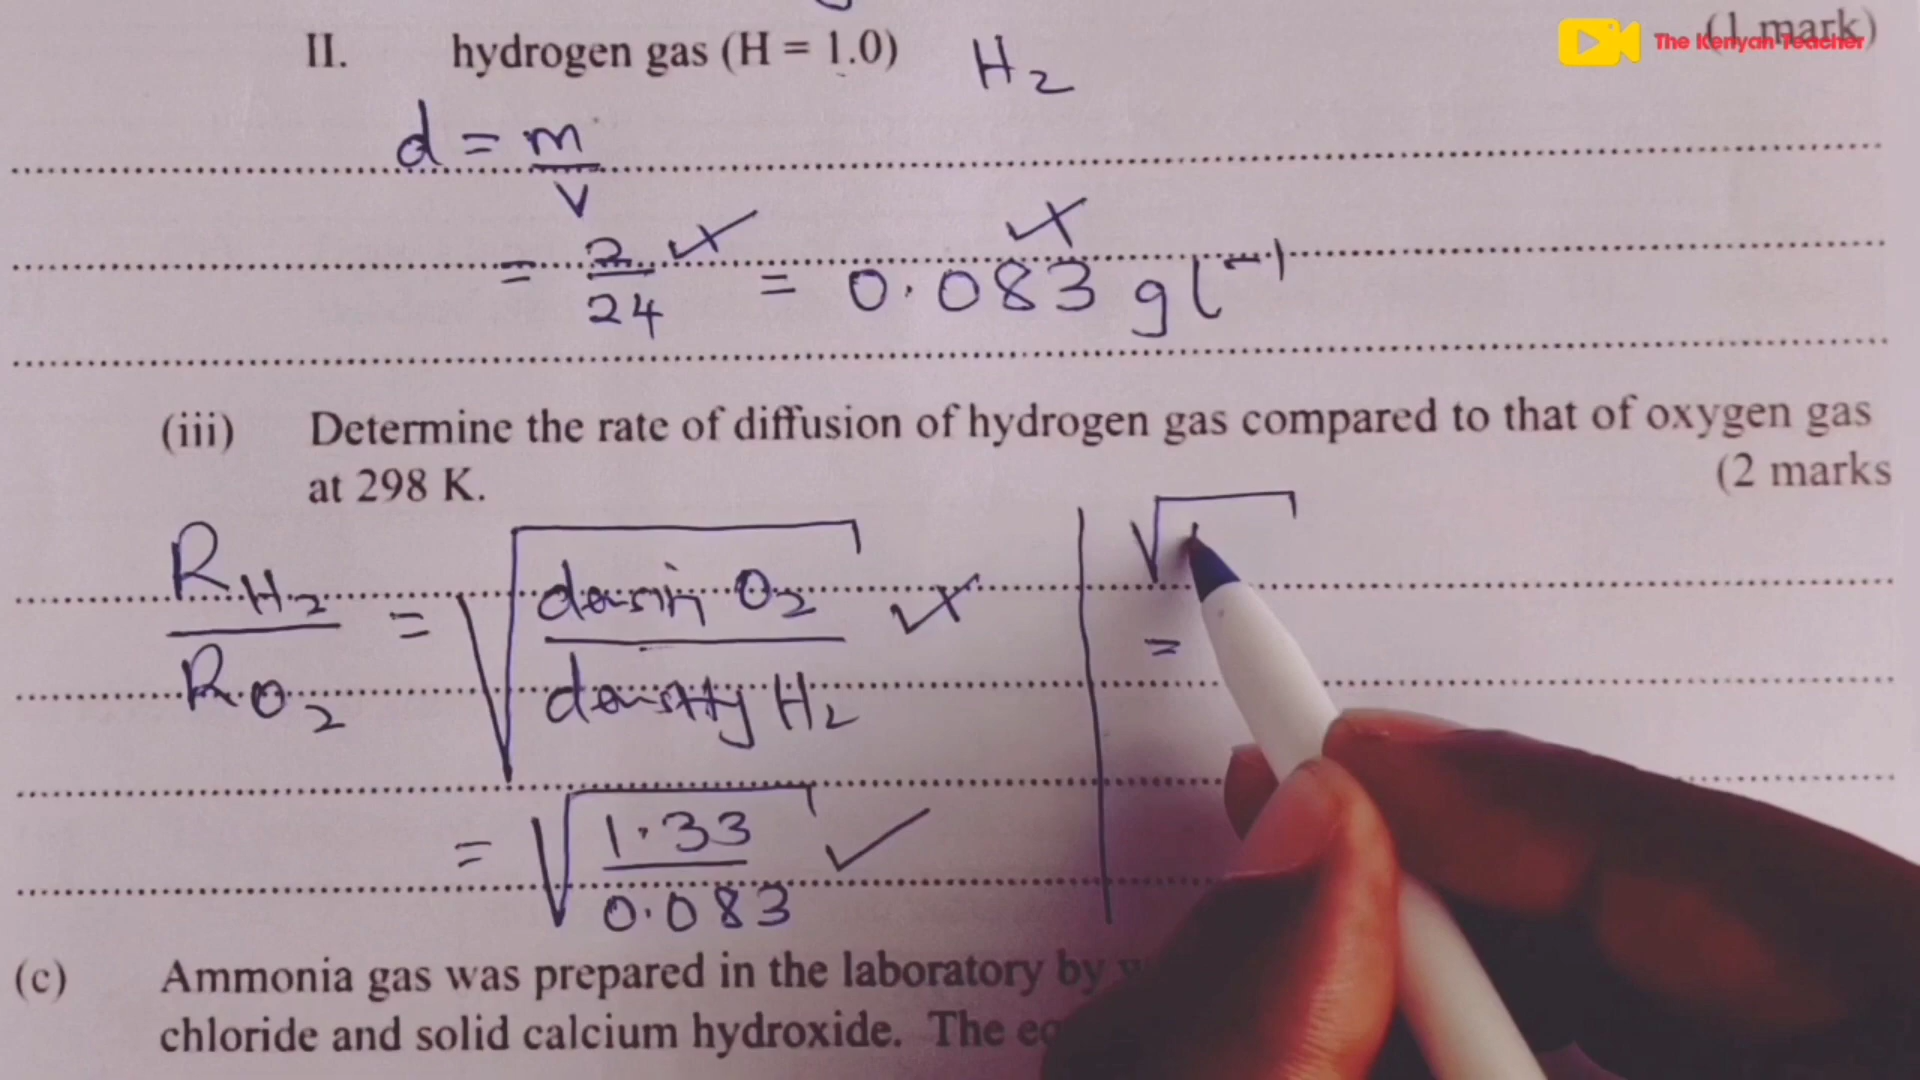 (1 mark)
The Kenyan Teacher
II. hydrogen gas (H = 1.0) H2
d = m
v
= 2 = 0.083 gl⁻¹
24
(iii) Determine the rate of diffusion of hydrogen gas compared to that of oxygen gas
at 298 K. (2 marks
RH2 = √ density O2
RO2 density H2
= √ 1.33
0.083
√
=
(c) Ammonia gas was prepared in the laboratory by
chloride and solid calcium hydroxide. The